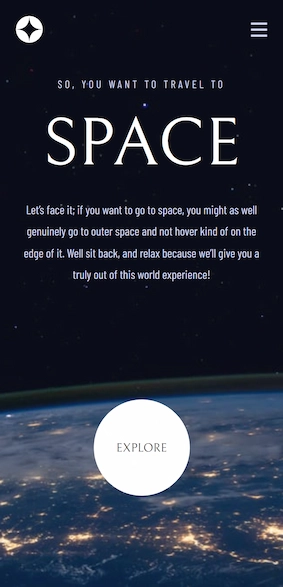 SO, YOU WANT TO TRAVEL TO
SPACE
Let's face it; if you want to go to space, you might as well
genuinely go to outer space and not hover kind of on the
edge of it. Well sit back, and relax because we'll give you a
truly out of this world experience!
EXPLORE